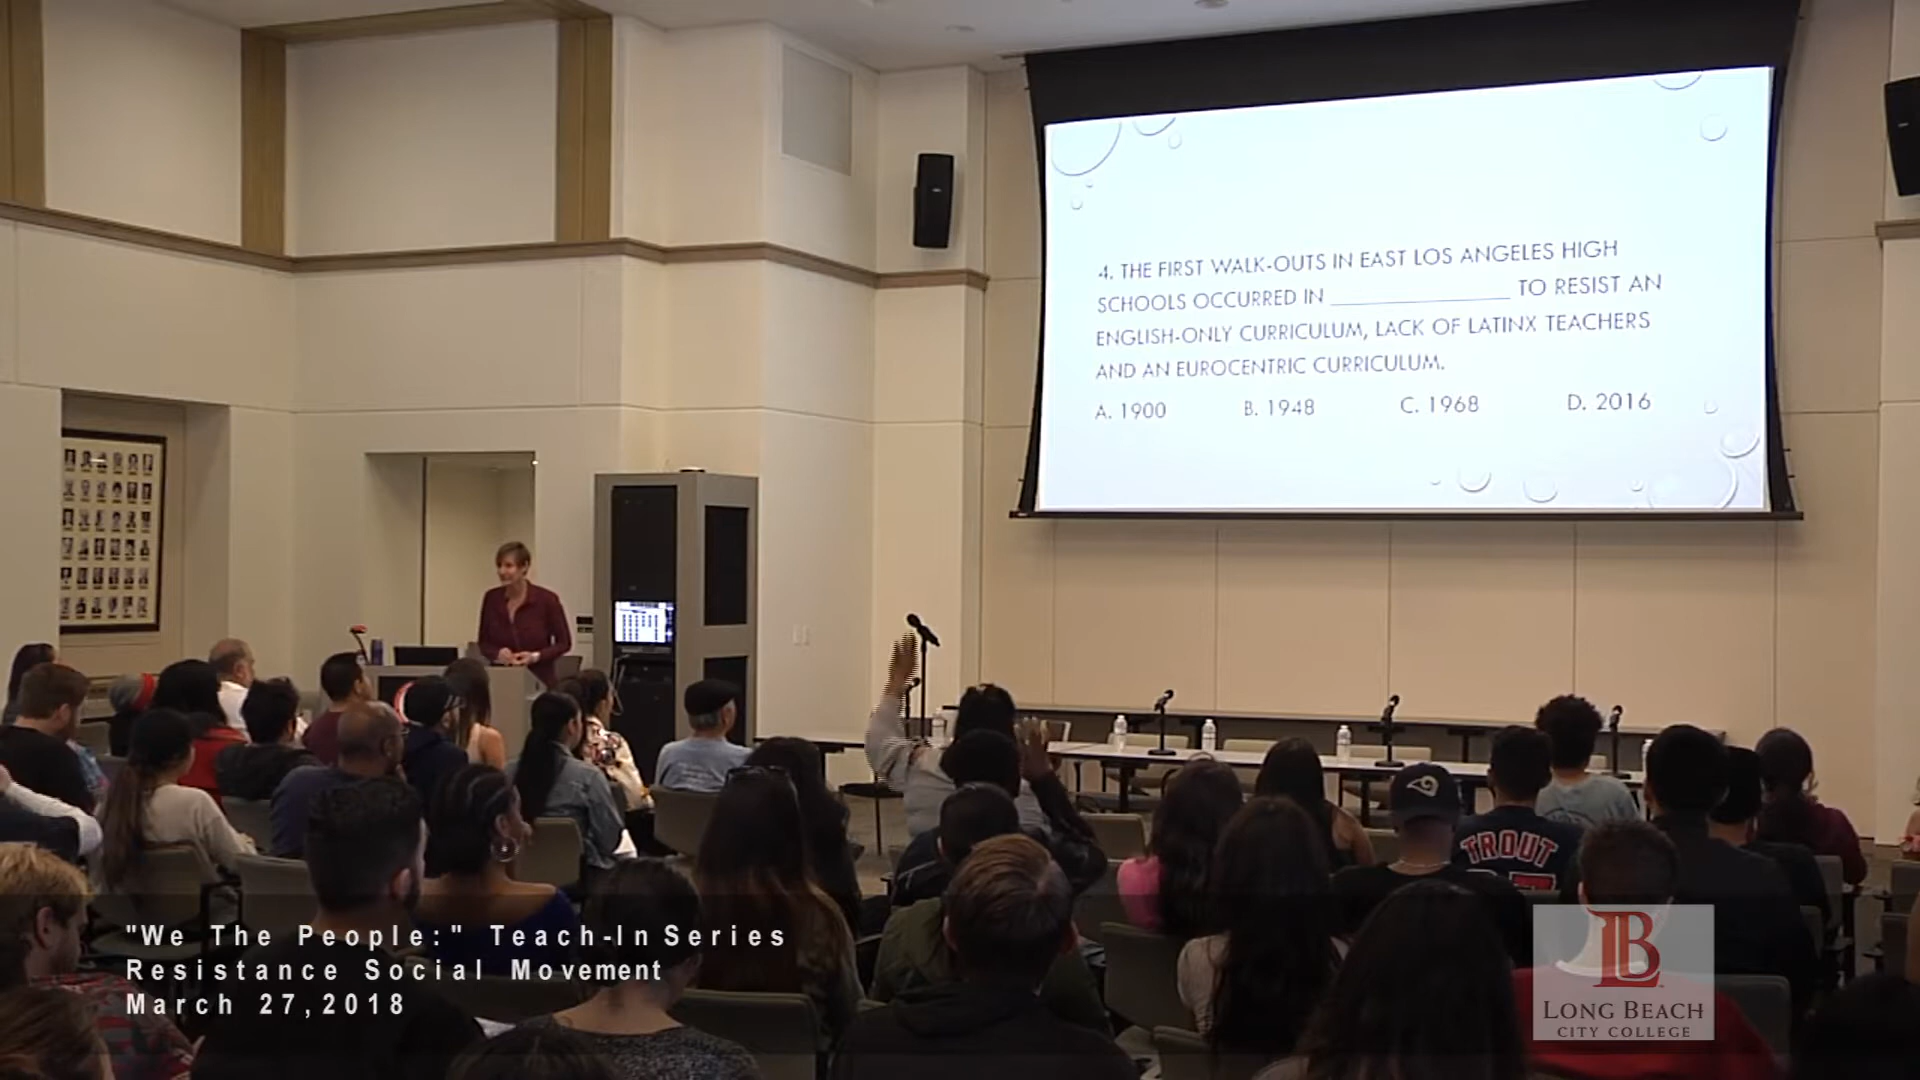 4. THE FIRST WALK-OUTS IN EAST LOS ANGELES HIGH
SCHOOLS OCCURRED IN ______________ TO RESIST AN
ENGLISH-ONLY CURRICULUM, LACK OF LATINX TEACHERS
AND AN EUROCENTRIC CURRICULUM.
A. 1900 B. 1948 C. 1968 D. 2016
TROUT
"We The People:" Teach-In Series
Resistance Social Movement
March 27, 2018
LB
LONG BEACH
CITY COLLEGE